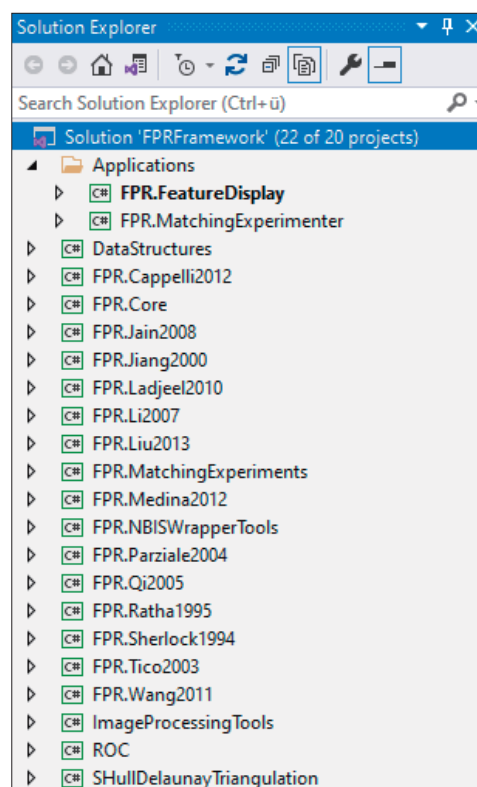 Solution Explorer
Search Solution Explorer (Ctrl+ü)
Solution 'FPRFramework' (22 of 20 projects)
Applications
C# FPR.FeatureDisplay
C# FPR.MatchingExperimenter
C# DataStructures
C# FPR.Cappelli2012
C# FPR.Core
C# FPR.Jain2008
C# FPR.Jiang2000
C# FPR.Ladjeel2010
C# FPR.Li2007
C# FPR.Liu2013
C# FPR.MatchingExperiments
C# FPR.Medina2012
C# FPR.NBISWrapperTools
C# FPR.Parziale2004
C# FPR.Qi2005
C# FPR.Ratha1995
C# FPR.Sherlock1994
C# FPR.Tico2003
C# FPR.Wang2011
C# ImageProcessingTools
C# ROC
C# SHullDelaunayTriangulation